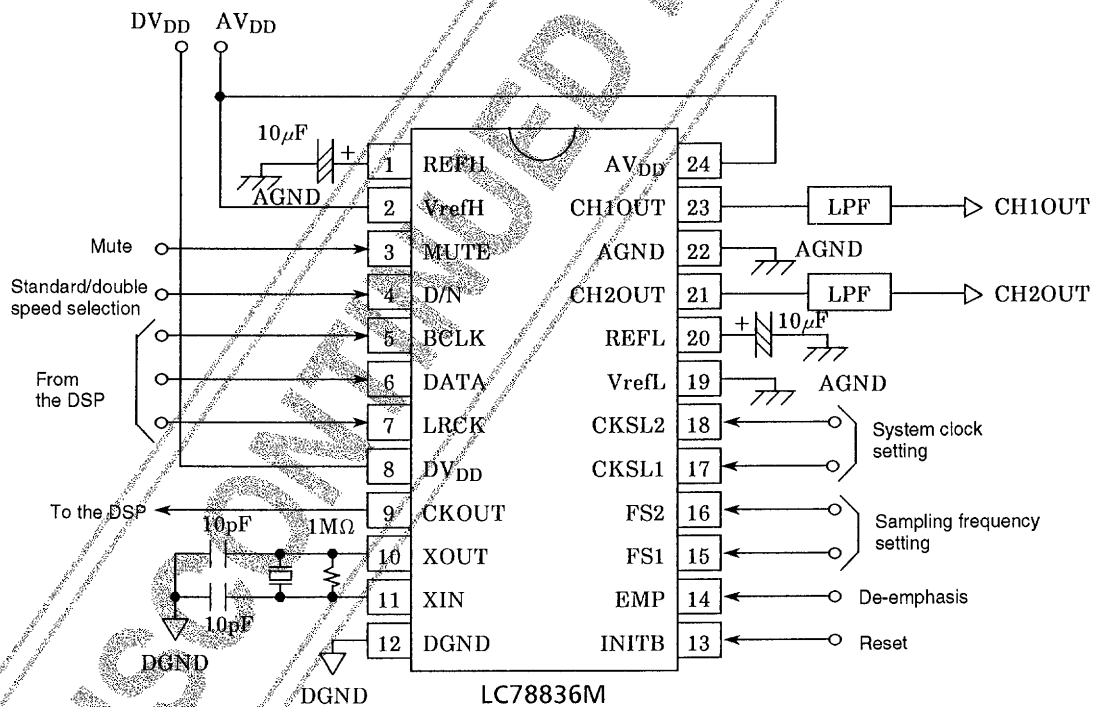 DVDD AVDD
10µF
+
AGND
1 REFH
2 VrefH
Mute
3 MUTE
Standard/double
speed selection
4 D/N
5 BCLK
From
the DSP
6 DATA
7 LRCK
8 DVDD
To the DSP
9 CKOUT
10pF
1MΩ
10 XOUT
11 XIN
10pF
DGND
12 DGND
DGND
AVDD 24
CH1OUT 23
LPF
CH1OUT
AGND 22
AGND
CH2OUT 21
LPF
CH2OUT
REFL 20
+
10µF
AGND
VrefL 19
CKSL2 18
CKSL1 17
System clock
setting
FS2 16
FS1 15
Sampling frequency
setting
EMP 14
De-emphasis
INITB 13
Reset
LC78836M